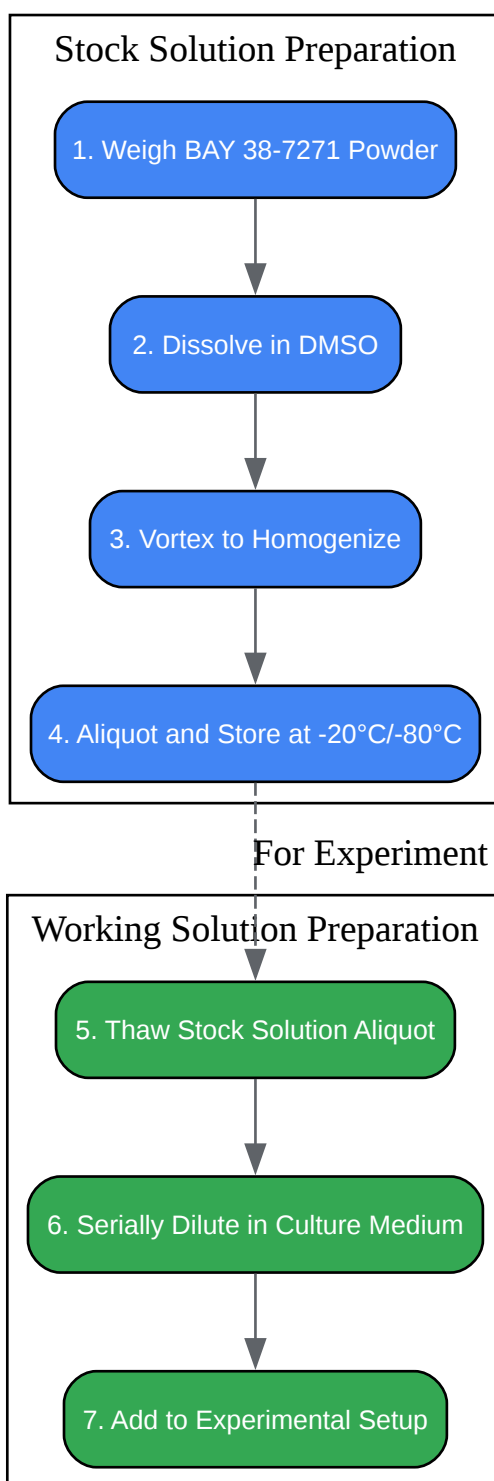 Stock Solution Preparation
1. Weigh BAY 38-7271 Powder
2. Dissolve in DMSO
3. Vortex to Homogenize
4. Aliquot and Store at -20°C/-80°C
For Experiment
Working Solution Preparation
5. Thaw Stock Solution Aliquot
6. Serially Dilute in Culture Medium
7. Add to Experimental Setup